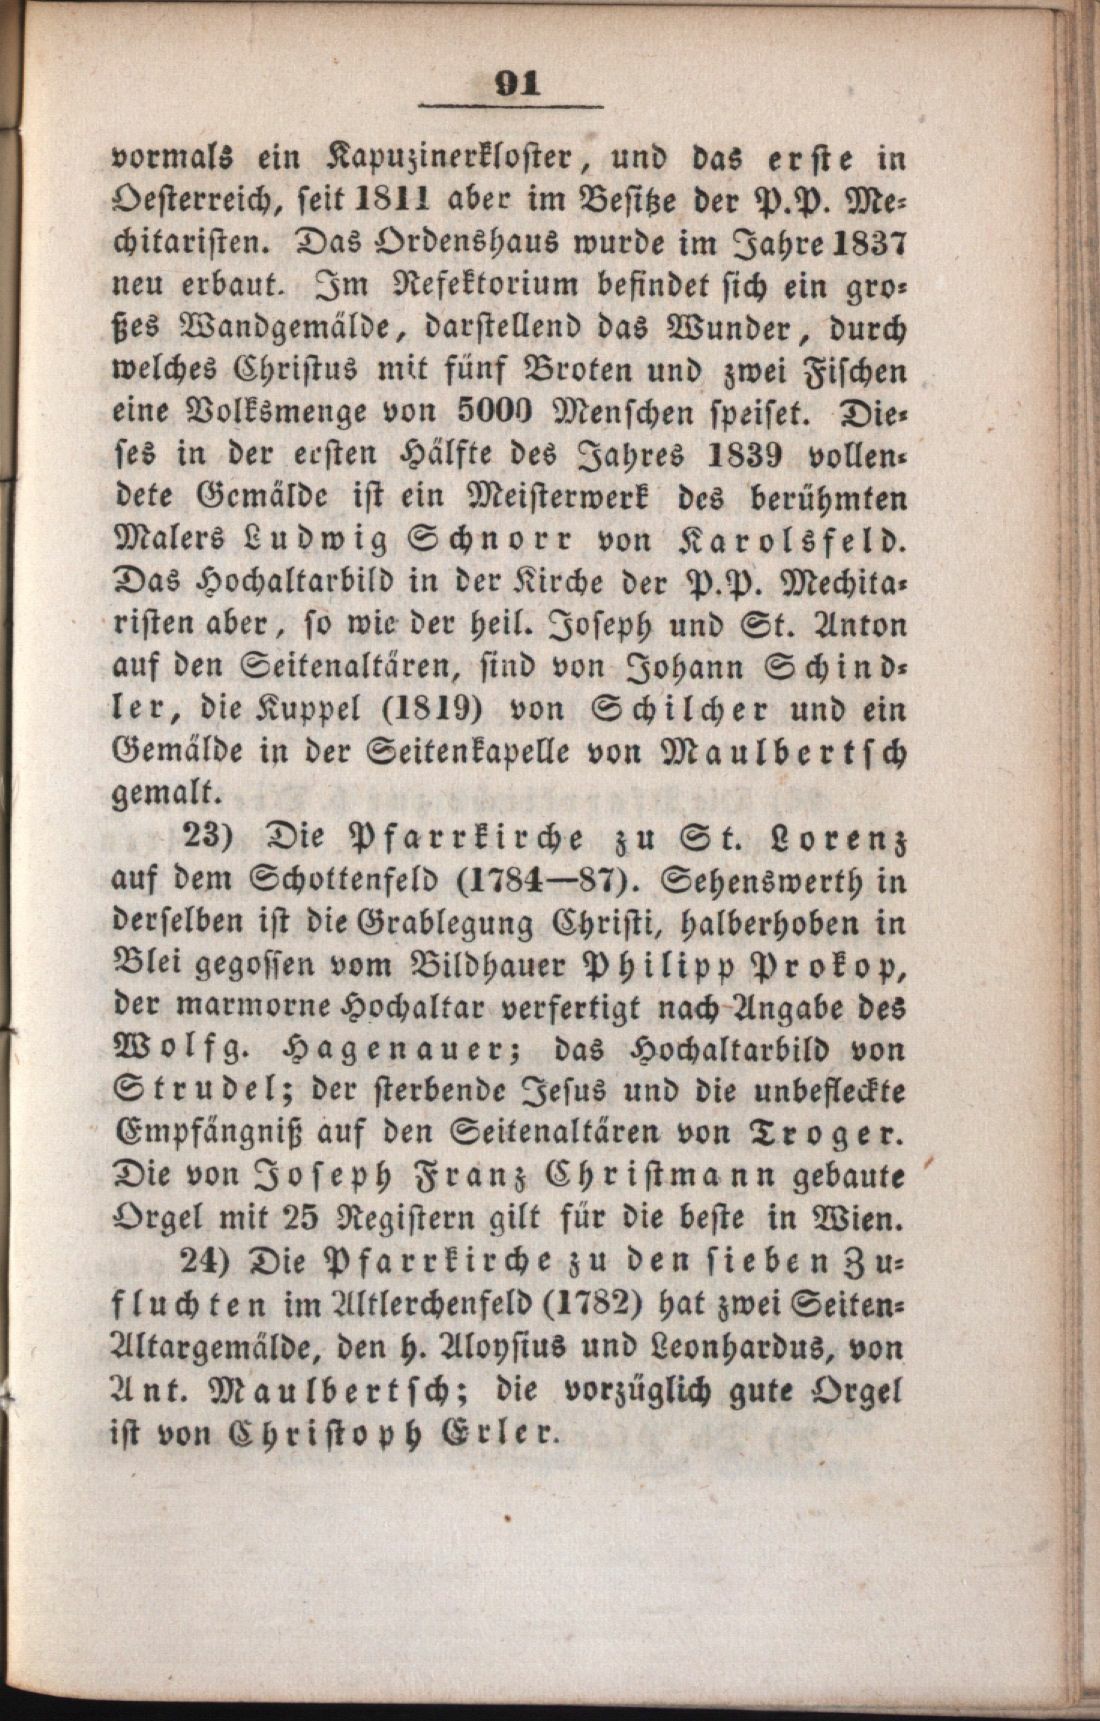 91
vormals ein Kapuzinerkloster, und das erste in
Oesterreich, seit 1811 aber im Besitze der P.P. Me-
chitaristen. Das Ordenshaus wurde im Jahre 1837
neu erbaut. Im Refektorium befindet sich ein gro-
ßes Wandgemälde, darstellend das Wunder, durch
welches Christus mit fünf Broten und zwei Fischen
eine Volksmenge von 5000 Menschen speiset. Die-
ses in der ersten Hälfte des Jahres 1839 vollen-
dete Gemälde ist ein Meisterwerk des berühmten
Malers Ludwig Schnorr von Karolsfeld.
Das Hochaltarbild in der Kirche der P.P. Mechita-
risten aber, so wie der heil. Joseph und St. Anton
auf den Seitenaltären, sind von Johann Schind-
ler, die Kuppel (1819) von Schilcher und ein
Gemälde in der Seitenkapelle von Maulbertsch
gemalt.
23) Die Pfarrkirche zu St. Lorenz
auf dem Schottenfeld (1784—87). Sehenswerth in
derselben ist die Grablegung Christi, halberhoben in
Blei gegossen vom Bildhauer Philipp Prokop,
der marmorne Hochaltar verfertigt nach Angabe des
Wolfg. Hagenauer; das Hochaltarbild von
Strudel; der sterbende Jesus und die unbefleckte
Empfängniß auf den Seitenaltären von Troger.
Die von Joseph Franz Christmann gebaute
Orgel mit 25 Registern gilt für die beste in Wien.
24) Die Pfarrkirche zu den sieben Zu-
fluchten im Altlerchenfeld (1782) hat zwei Seiten-
Altargemälde, den h. Aloysius und Leonhardus, von
Ant. Maulbertsch; die vorzüglich gute Orgel
ist von Christoph Erler.